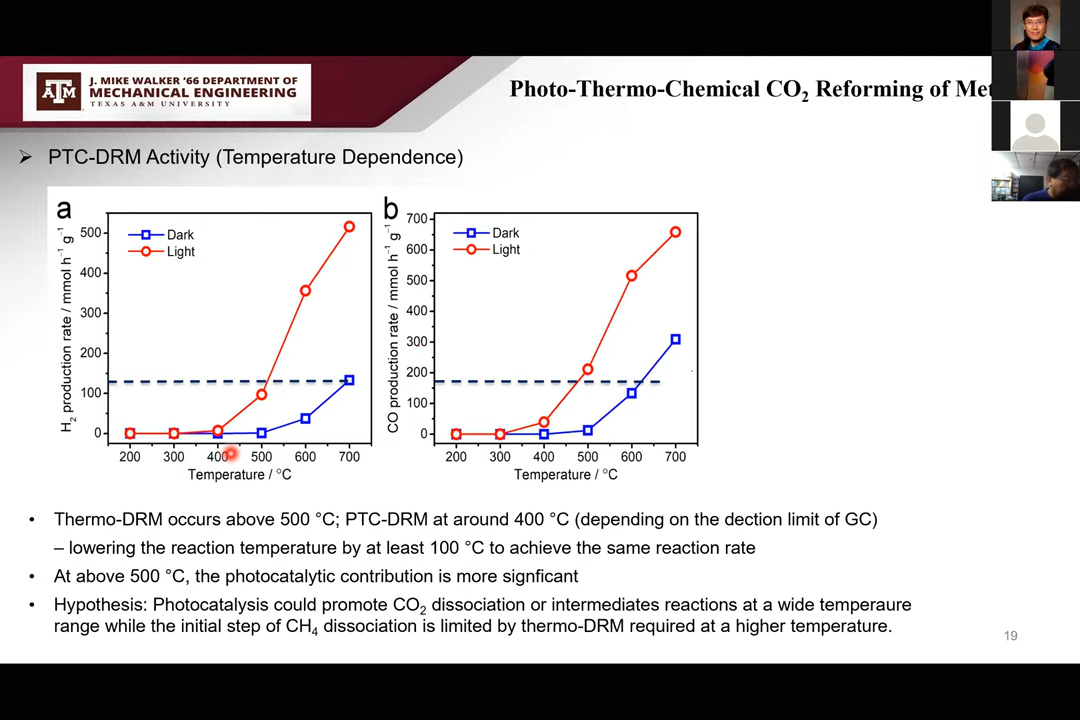 J. MIKE WALKER '66 DEPARTMENT OF
MECHANICAL ENGINEERING
TEXAS A&M UNIVERSITY
ATM
Photo-Thermo-Chemical CO2 Reforming of Met
➢ PTC-DRM Activity (Temperature Dependence)
a
H2 production rate / mmol h⁻¹ g⁻¹
500
400
300
200
100
0
Dark
Light
200 300 400 500 600 700
Temperature / °C
b
CO production rate / mmol h⁻¹ g⁻¹
700
600
500
400
300
200
100
0
Dark
Light
200 300 400 500 600 700
Temperature / °C
• Thermo-DRM occurs above 500 °C; PTC-DRM at around 400 °C (depending on the dection limit of GC)
– lowering the reaction temperature by at least 100 °C to achieve the same reaction rate
• At above 500 °C, the photocatalytic contribution is more signficant
• Hypothesis: Photocatalysis could promote CO2 dissociation or intermediates reactions at a wide temperaure
range while the initial step of CH4 dissociation is limited by thermo-DRM required at a higher temperature.
19